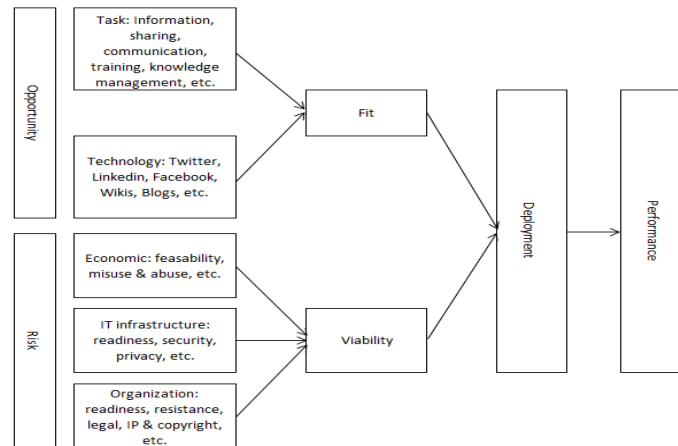 Opportunity
Task: Information,
sharing,
communication,
training, knowledge
management, etc.
Technology: Twitter,
Linkedin, Facebook,
Wikis, Blogs, etc.
Fit
Risk
Economic: feasability,
misuse & abuse, etc.
IT infrastructure:
readiness, security,
privacy, etc.
Organization:
readiness, resistance,
legal, IP & copyright,
etc.
Viability
Deployment
Performance